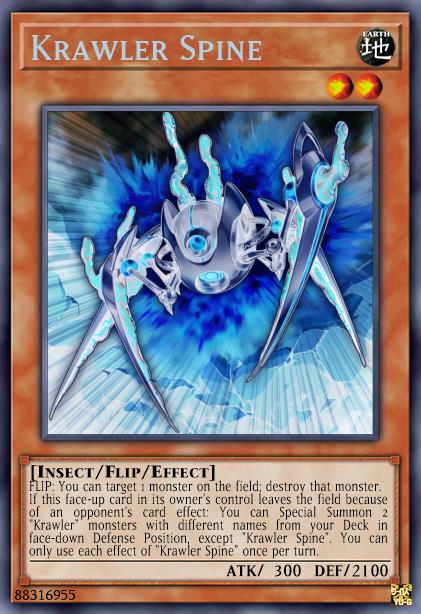 Krawler Spine
EARTH
地
[Insect/Flip/Effect]
FLIP: You can target 1 monster on the field; destroy that monster.
If this face-up card in its owner's control leaves the field because
of an opponent's card effect: You can Special Summon 2
"Krawler" monsters with different names from your Deck in
face-down Defense Position, except "Krawler Spine". You can
only use each effect of "Krawler Spine" once per turn.
ATK/ 300 DEF/2100
88316955